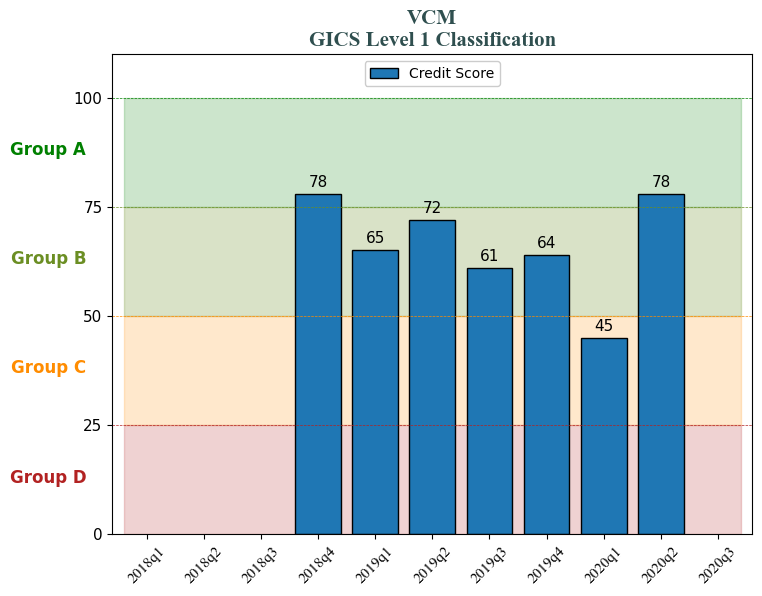 VCM
GICS Level 1 Classification
Credit Score
100
75
50
25
0
Group A
Group B
Group C
Group D
78
65
72
61
64
45
78
2018q1
2018q2
2018q3
2018q4
2019q1
2019q2
2019q3
2019q4
2020q1
2020q2
2020q3